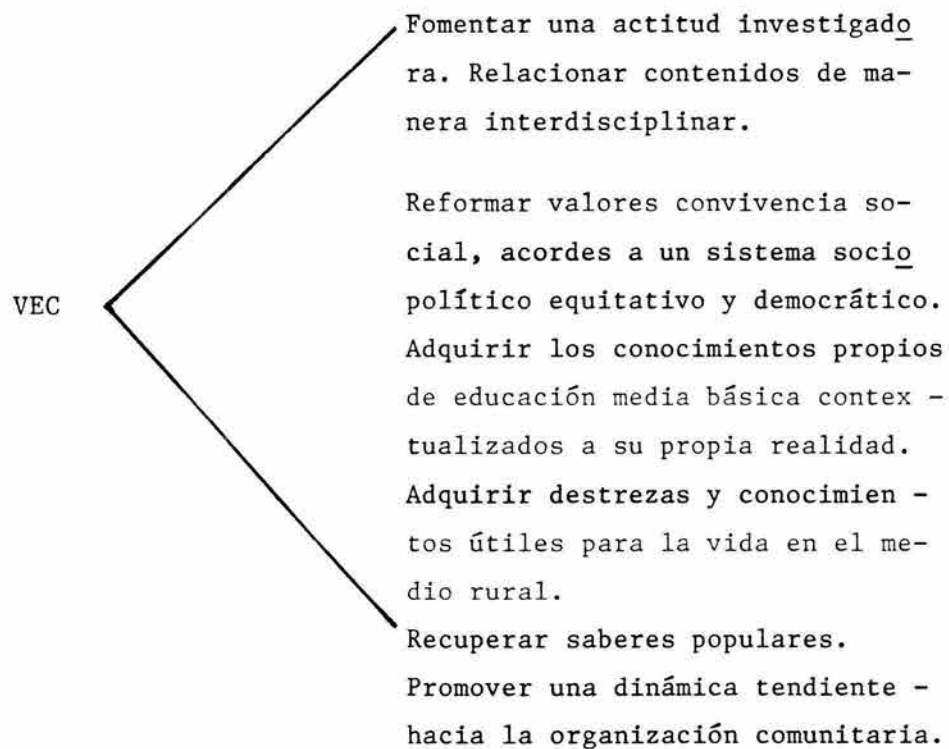 Fomentar una actitud investigado
ra. Relacionar contenidos de ma-
nera interdisciplinar.
Reformar valores convivencia so-
cial, acordes a un sistema socio
VEC
político equitativo y democrático.
Adquirir los conocimientos propios
de educación media básica contex -
tualizados a su propia realidad.
Adquirir destrezas y conocimien -
tos útiles para la vida en el me-
dio rural.
Recuperar saberes populares.
Promover una dinámica tendiente -
hacia la organización comunitaria.